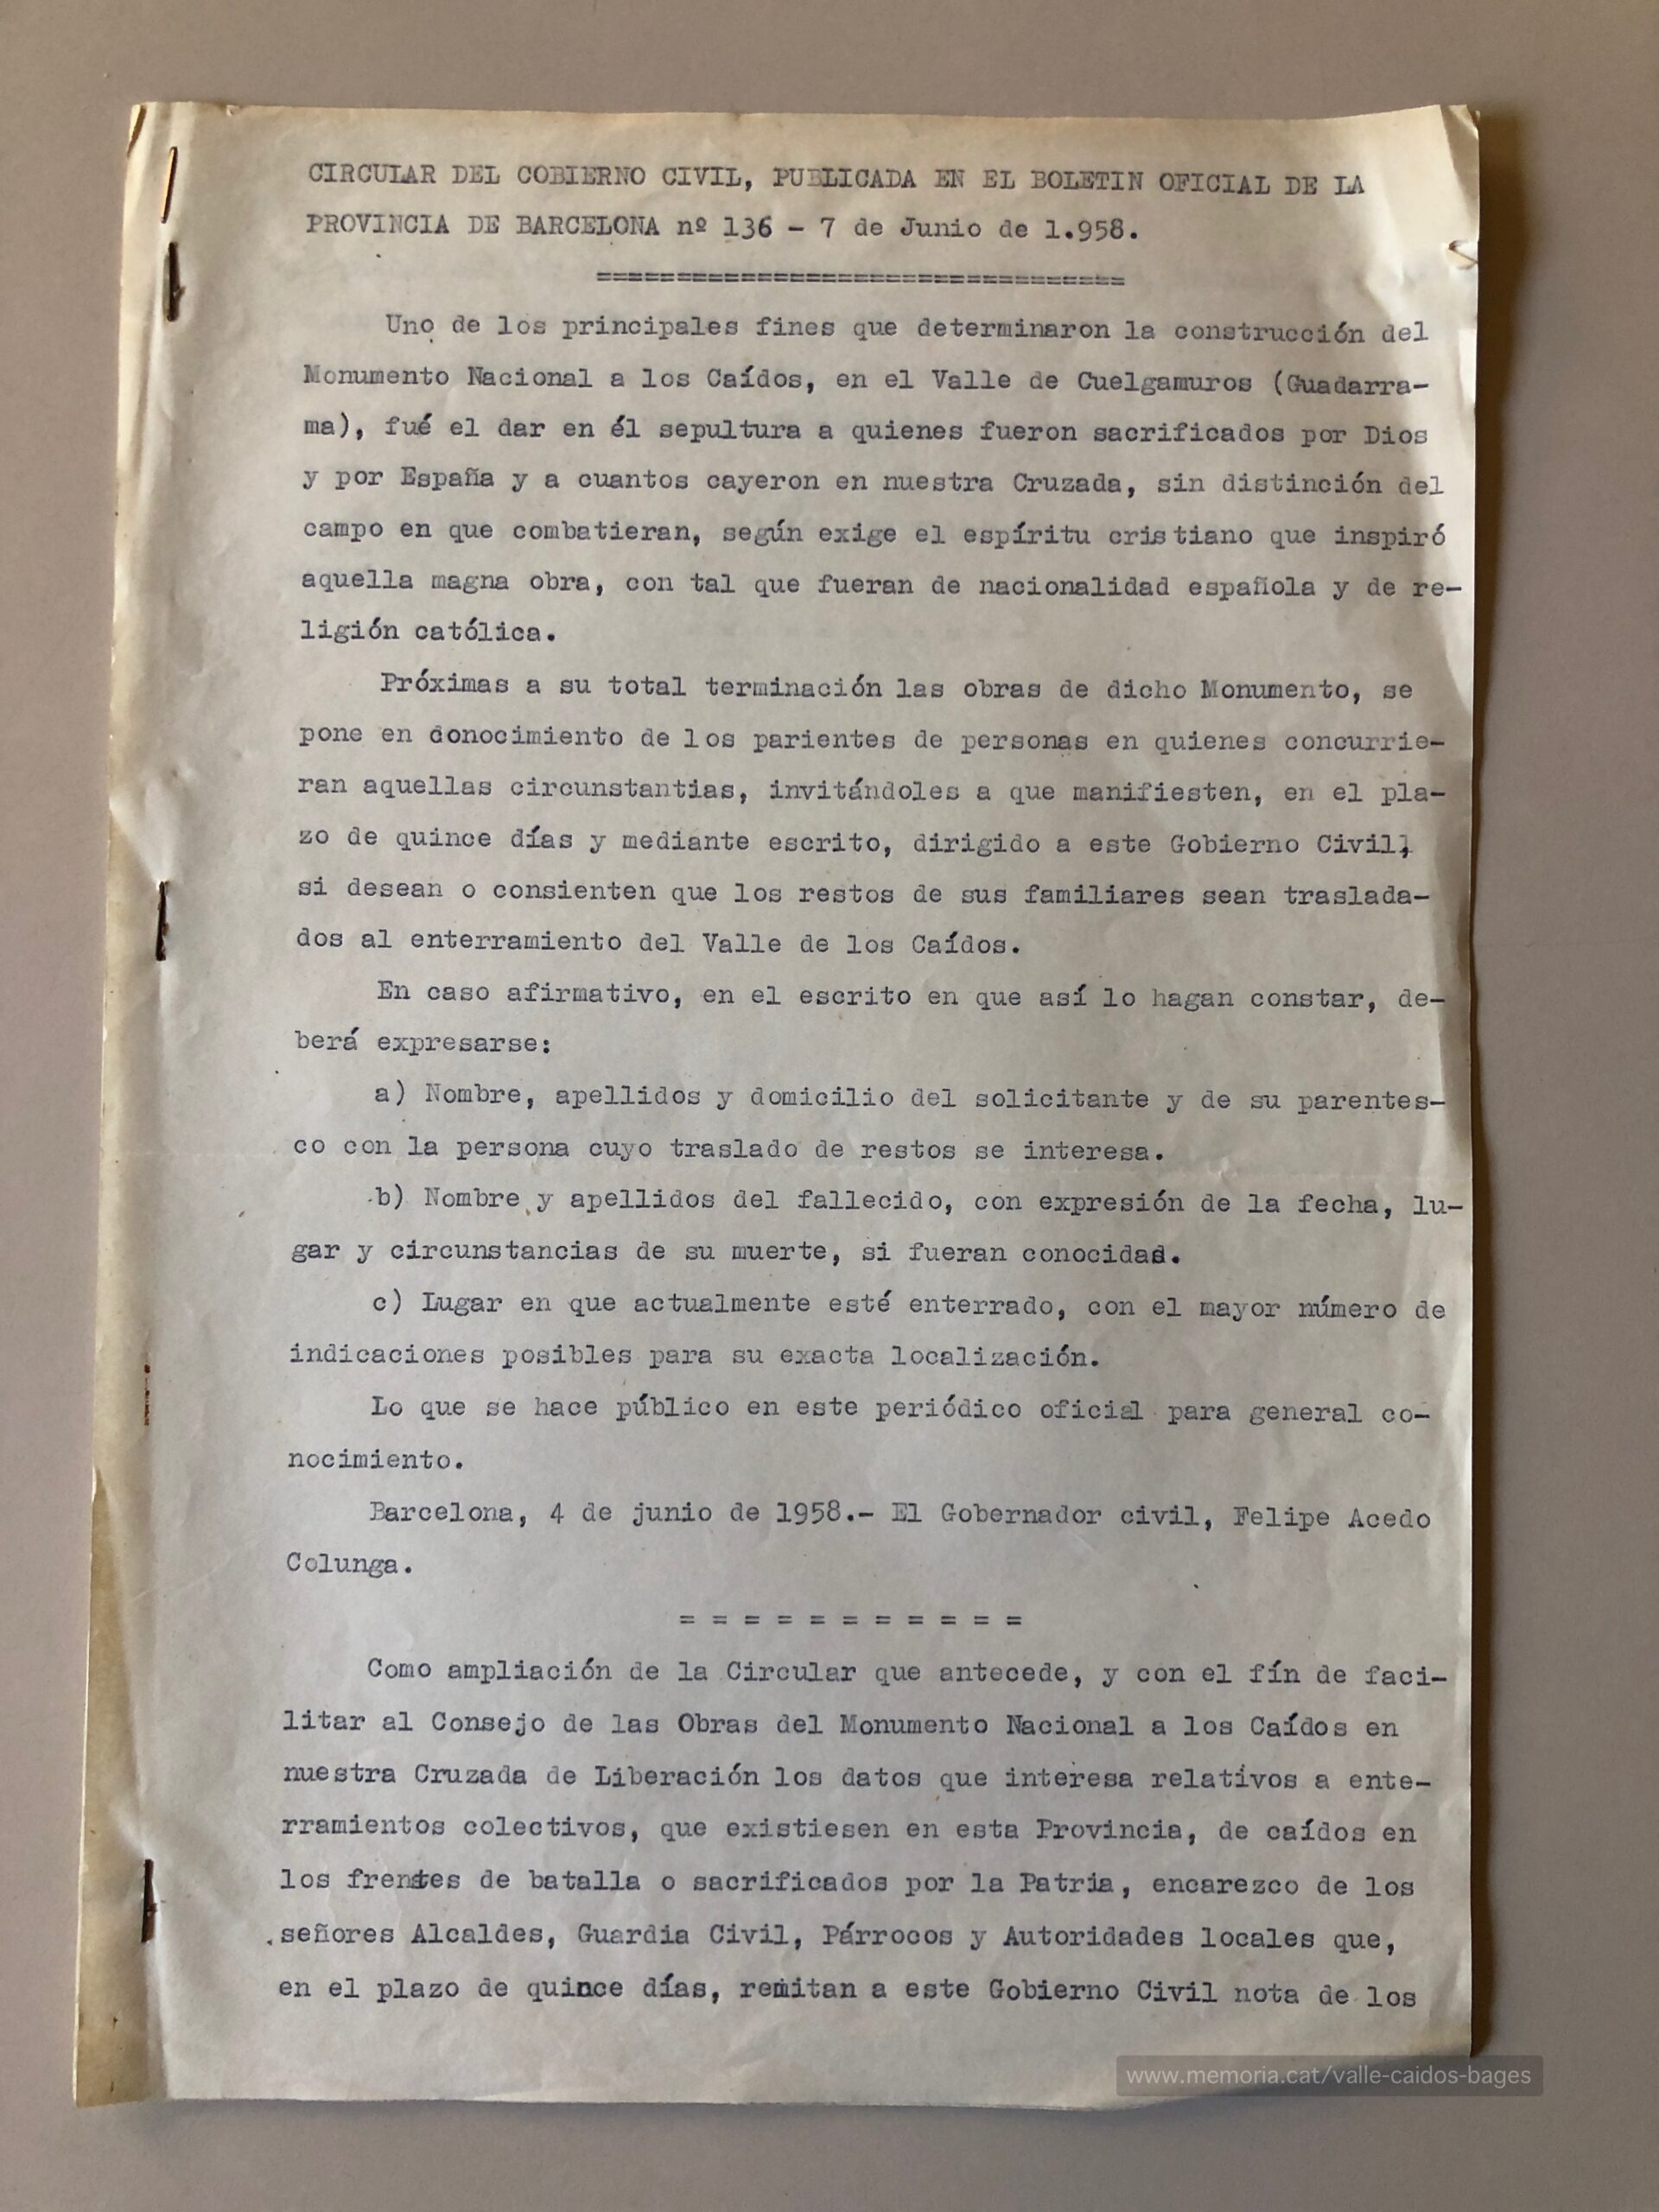 CIRCULAR DEL COBIERNO CIVIL, PUBLICADA EN EL BOLETIN OFICIAL DE LA
PROVINCIA DE BARCELONA nº 136 - 7 de Junio de 1.958.
=================================
Uno de los principales fines que determinaron la construcción del
Monumento Nacional a los Caídos, en el Valle de Cuelgamuros (Guadarra-
ma), fué el dar en él sepultura a quienes fueron sacrificados por Dios
y por España y a cuantos cayeron en nuestra Cruzada, sin distinción del
campo en que combatieran, según exige el espíritu cristiano que inspiró
aquella magna obra, con tal que fueran de nacionalidad española y de re-
ligión católica.
Próximas a su total terminación las obras de dicho Monumento, se
pone en donocimiento de los parientes de personas en quienes concurrie-
ran aquellas circunstantias, invitándoles a que manifiesten, en el pla-
zo de quince días y mediante escrito, dirigido a este Gobierno Civil,
si desean o consienten que los restos de sus familiares sean traslada-
dos al enterramiento del Valle de los Caídos.
En caso afirmativo, en el escrito en que así lo hagan constar, de-
berá expresarse:
a) Nombre, apellidos y domicilio del solicitante y de su parentes-
co con la persona cuyo traslado de restos se interesa.
b) Nombre y apellidos del fallecido, con expresión de la fecha, lu-
gar y circunstancias de su muerte, si fueran conocidas.
c) Lugar en que actualmente esté enterrado, con el mayor número de
indicaciones posibles para su exacta localización.
Lo que se hace público en este periódico oficial para general co-
nocimiento.
Barcelona, 4 de junio de 1958.- El Gobernador civil, Felipe Acedo
Colunga.
= = = = = = = = = = =
Como ampliación de la Circular que antecede, y con el fín de faci-
litar al Consejo de las Obras del Monumento Nacional a los Caídos en
nuestra Cruzada de Liberación los datos que interesa relativos a ente-
rramientos colectivos, que existiesen en esta Provincia, de caídos en
los frentes de batalla o sacrificados por la Patria, encarezco de los
señores Alcaldes, Guardia Civil, Párrocos y Autoridades locales que,
en el plazo de quince días, remitan a este Gobierno Civil nota de los
www.memoria.cat/valle-caidos-bages